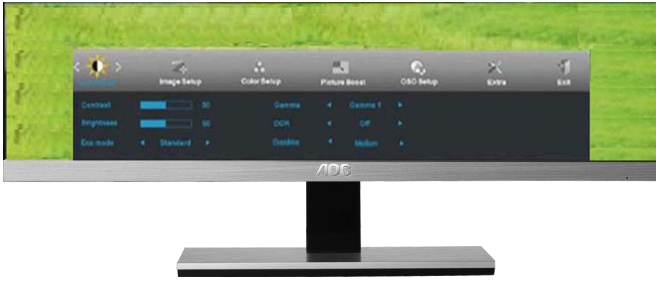 Image Setup Color Setup Picture Boost OSD Setup Extra Exit
Contrast 50 Gamma Gamma 1
Brightness 50 DCR Off
Eco mode Standard Overdrive Medium
AOC